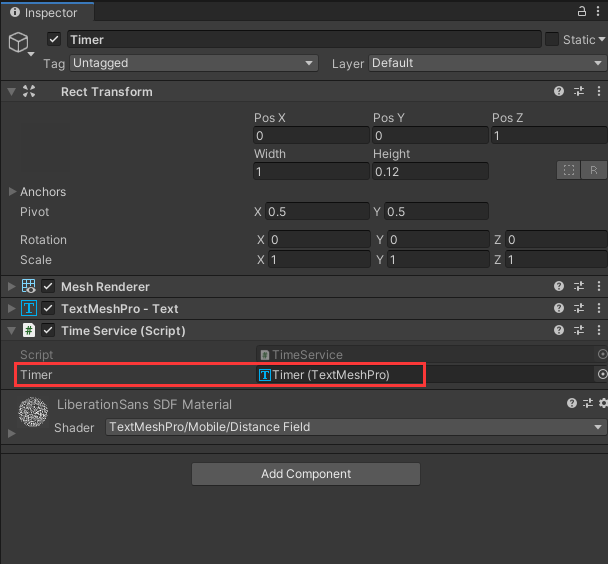 Inspector
Timer
Static
Tag Untagged Layer Default
Rect Transform
Pos X Pos Y Pos Z
0 0 1
Width Height
1 0.12 R
Anchors
Pivot X 0.5 Y 0.5
Rotation X 0 Y 0 Z 0
Scale X 1 Y 1 Z 1
Mesh Renderer
TextMeshPro - Text
# Time Service (Script)
Script # TimeService
Timer Timer (TextMeshPro)
LiberationSans SDF Material
Shader TextMeshPro/Mobile/Distance Field
Add Component